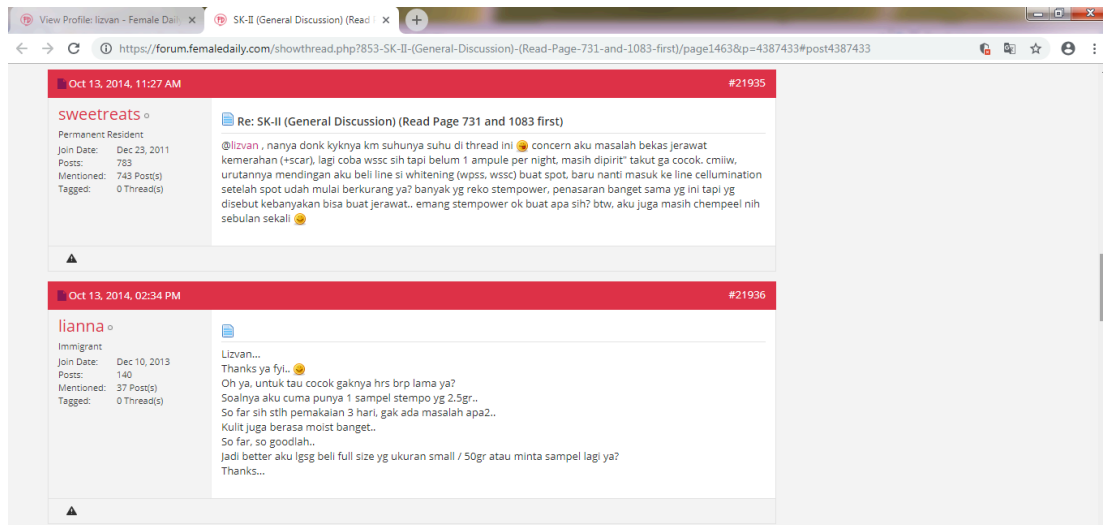 View Profile: lizvan - Female Dail
SK-II (General Discussion) (Read
https://forum.femaledaily.com/showthread.php?853-SK-II-(General-Discussion)-(Read-Page-731-and-1083-first)/page1463&p=4387433#post4387433
Oct 13, 2014, 11:27 AM #21935
sweetreats
Permanent Resident
Join Date: Dec 23, 2011
Posts: 783
Mentioned: 743 Post(s)
Tagged: 0 Thread(s)
Re: SK-II (General Discussion) (Read Page 731 and 1083 first)
@lizvan , nanya donk kyknya km suhunya suhu di thread ini concern aku masalah bekas jerawat
kemerahan (+scar), lagi coba wssc sih tapi belum 1 ampule per night, masih dipirit" takut ga cocok. cmiiw,
urutannya mendingan aku beli line si whitening (wpss, wssc) buat spot, baru nanti masuk ke line cellumination
setelah spot udah mulai berkurang ya? banyak yg reko stempower, penasaran banget sama yg ini tapi yg
disebut kebanyakan bisa buat jerawat.. emang stempower ok buat apa sih? btw, aku juga masih chempeel nih
sebulan sekali
Oct 13, 2014, 02:34 PM #21936
lianna
Immigrant
Join Date: Dec 10, 2013
Posts: 140
Mentioned: 37 Post(s)
Tagged: 0 Thread(s)
Lizvan...
Thanks ya fyi..
Oh ya, untuk tau cocok gaknya hrs brp lama ya?
Soalnya aku cuma punya 1 sampel stempo yg 2.5gr..
So far sih stlh pemakaian 3 hari, gak ada masalah apa2..
Kulit juga berasa moist banget..
So far, so goodlah..
Jadi better aku lgsg beli full size yg ukuran small / 50gr atau minta sampel lagi ya?
Thanks...